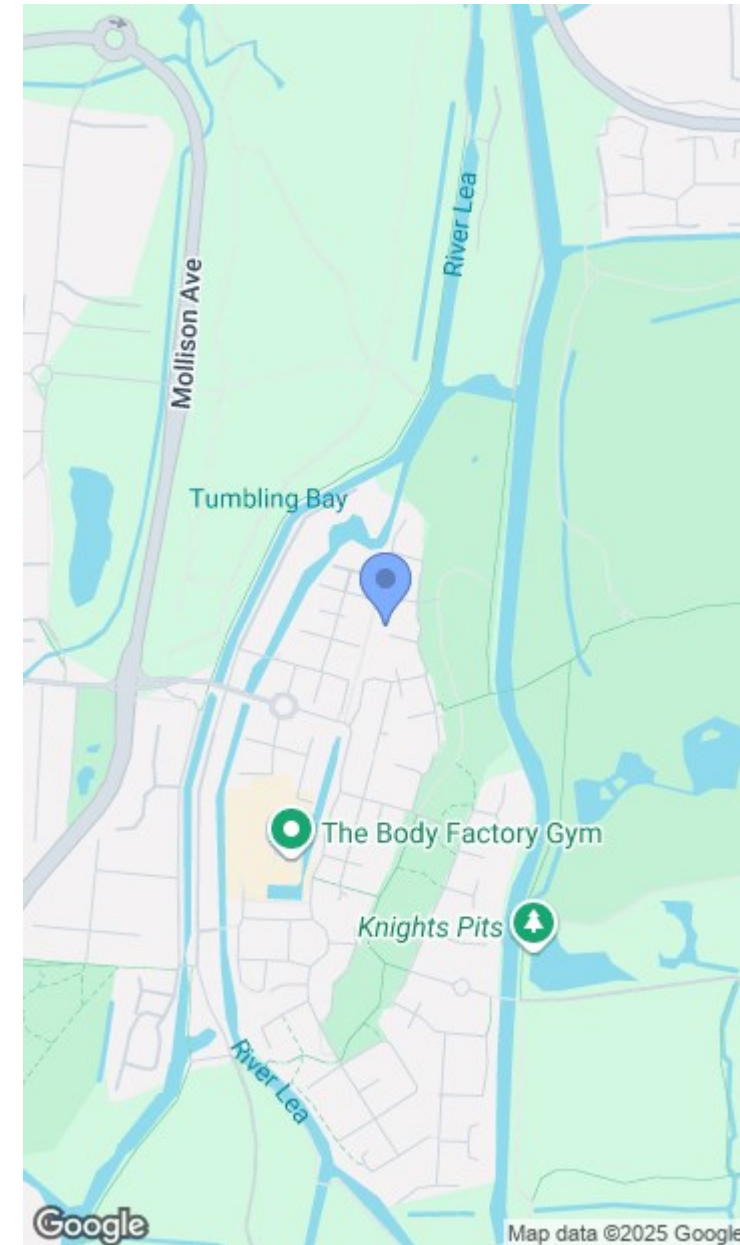 River Lea
Mollison Ave
Tumbling Bay
The Body Factory Gym
Knights Pits
River Lea
Google
Map data ©2025 Google